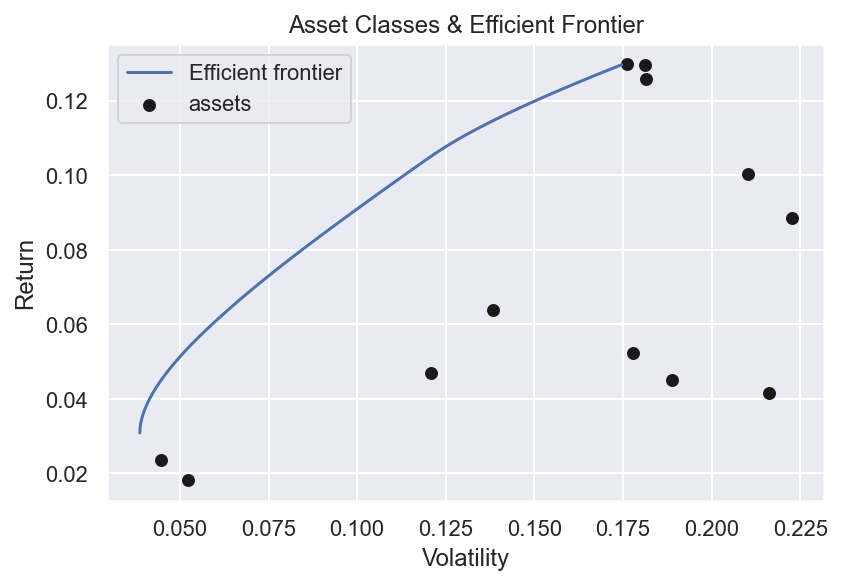 Asset Classes & Efficient Frontier
Efficient frontier
assets
Return
0.12
0.10
0.08
0.06
0.04
0.02
0.050 0.075 0.100 0.125 0.150 0.175 0.200 0.225
Volatility